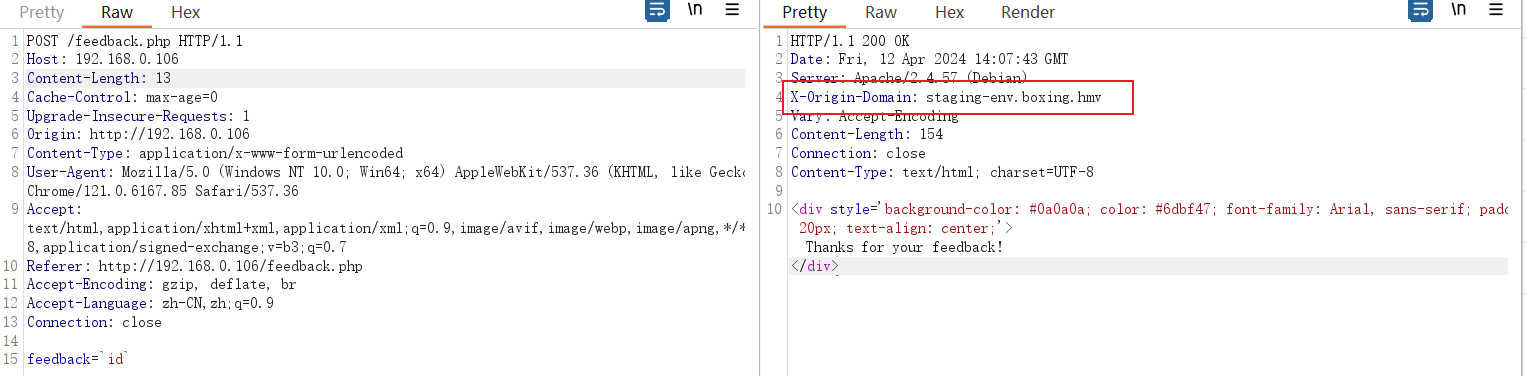 Pretty Raw Hex \n
1 POST /feedback.php HTTP/1.1
2 Host: 192.168.0.106
3 Content-Length: 13
4 Cache-Control: max-age=0
5 Upgrade-Insecure-Requests: 1
6 Origin: http://192.168.0.106
7 Content-Type: application/x-www-form-urlencoded
8 User-Agent: Mozilla/5.0 (Windows NT 10.0; Win64; x64) AppleWebKit/537.36 (KHTML, like Gecko
Chrome/121.0.6167.85 Safari/537.36
9 Accept:
text/html,application/xhtml+xml,application/xml;q=0.9,image/avif,image/webp,image/apng,*/*
8,application/signed-exchange;v=b3;q=0.7
10 Referer: http://192.168.0.106/feedback.php
11 Accept-Encoding: gzip, deflate, br
12 Accept-Language: zh-CN,zh;q=0.9
13 Connection: close
14
15 feedback=`id`
Pretty Raw Hex Render \n
1 HTTP/1.1 200 OK
2 Date: Fri, 12 Apr 2024 14:07:43 GMT
3 Server: Apache/2.4.57 (Debian)
4 X-Origin-Domain: staging-env.boxing.hmv
5 Vary: Accept-Encoding
6 Content-Length: 154
7 Connection: close
8 Content-Type: text/html; charset=UTF-8
9
10 <div style='background-color: #0a0a0a; color: #6dbf47; font-family: Arial, sans-serif; padd
20px; text-align: center;'>
Thanks for your feedback!
</div>